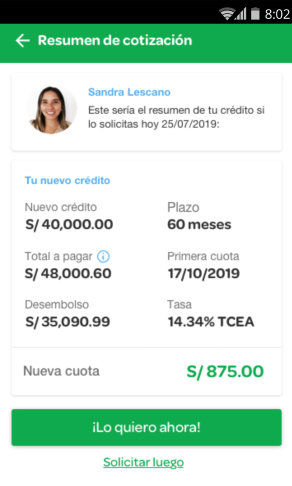 8:02
Resumen de cotización
Sandra Lescano
Este sería el resumen de tu crédito si
lo solicitas hoy 25/07/2019:
Tu nuevo crédito
Nuevo crédito
S/ 40,000.00
Plazo
60 meses
Total a pagar
S/ 48,000.60
Primera cuota
17/10/2019
Desembolso
S/ 35,090.99
Tasa
14.34% TCEA
Nueva cuota
S/ 875.00
¡Lo quiero ahora!
Solicitar luego